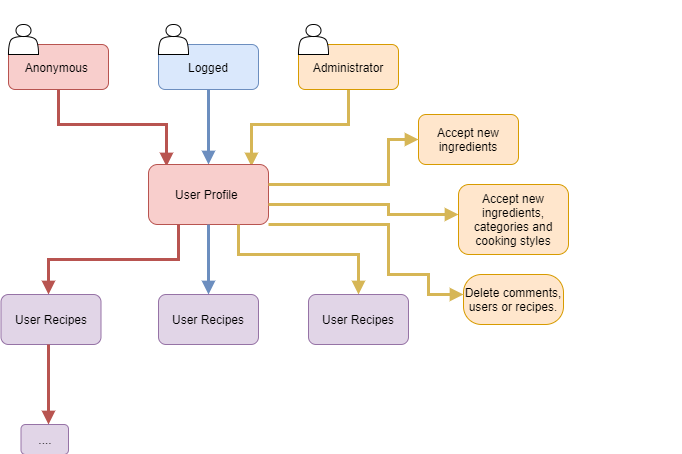 Anonymous
Logged
Administrator
Accept new
ingredients
User Profile
Accept new
ingredients,
categories and
cooking styles
Delete comments,
users or recipes.
User Recipes
User Recipes
User Recipes
....